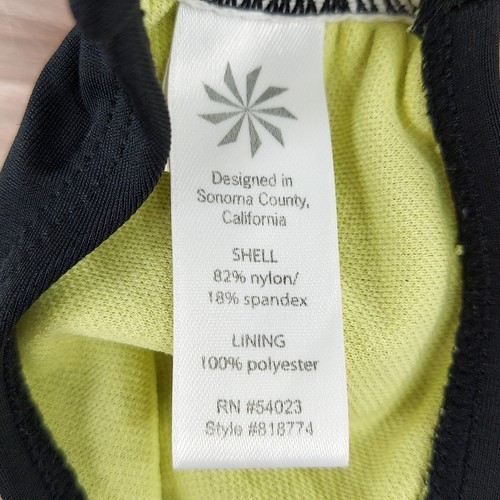 Designed in
Sonoma County,
California
SHELL
82% nylon/
18% spandex
LINING
100% polyester
RN #54023
Style #818774